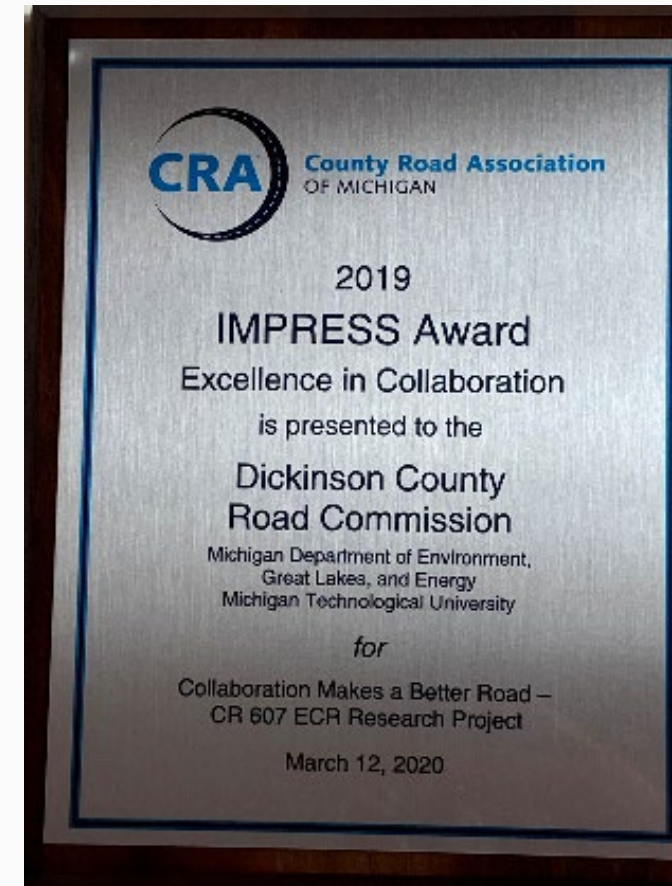 CRA
County Road Association
OF MICHIGAN
2019
IMPRESS Award
Excellence in Collaboration
is presented to the
Dickinson County
Road Commission
Michigan Department of Environment,
Great Lakes, and Energy
Michigan Technological University
for
Collaboration Makes a Better Road –
CR 607 ECR Research Project
March 12, 2020